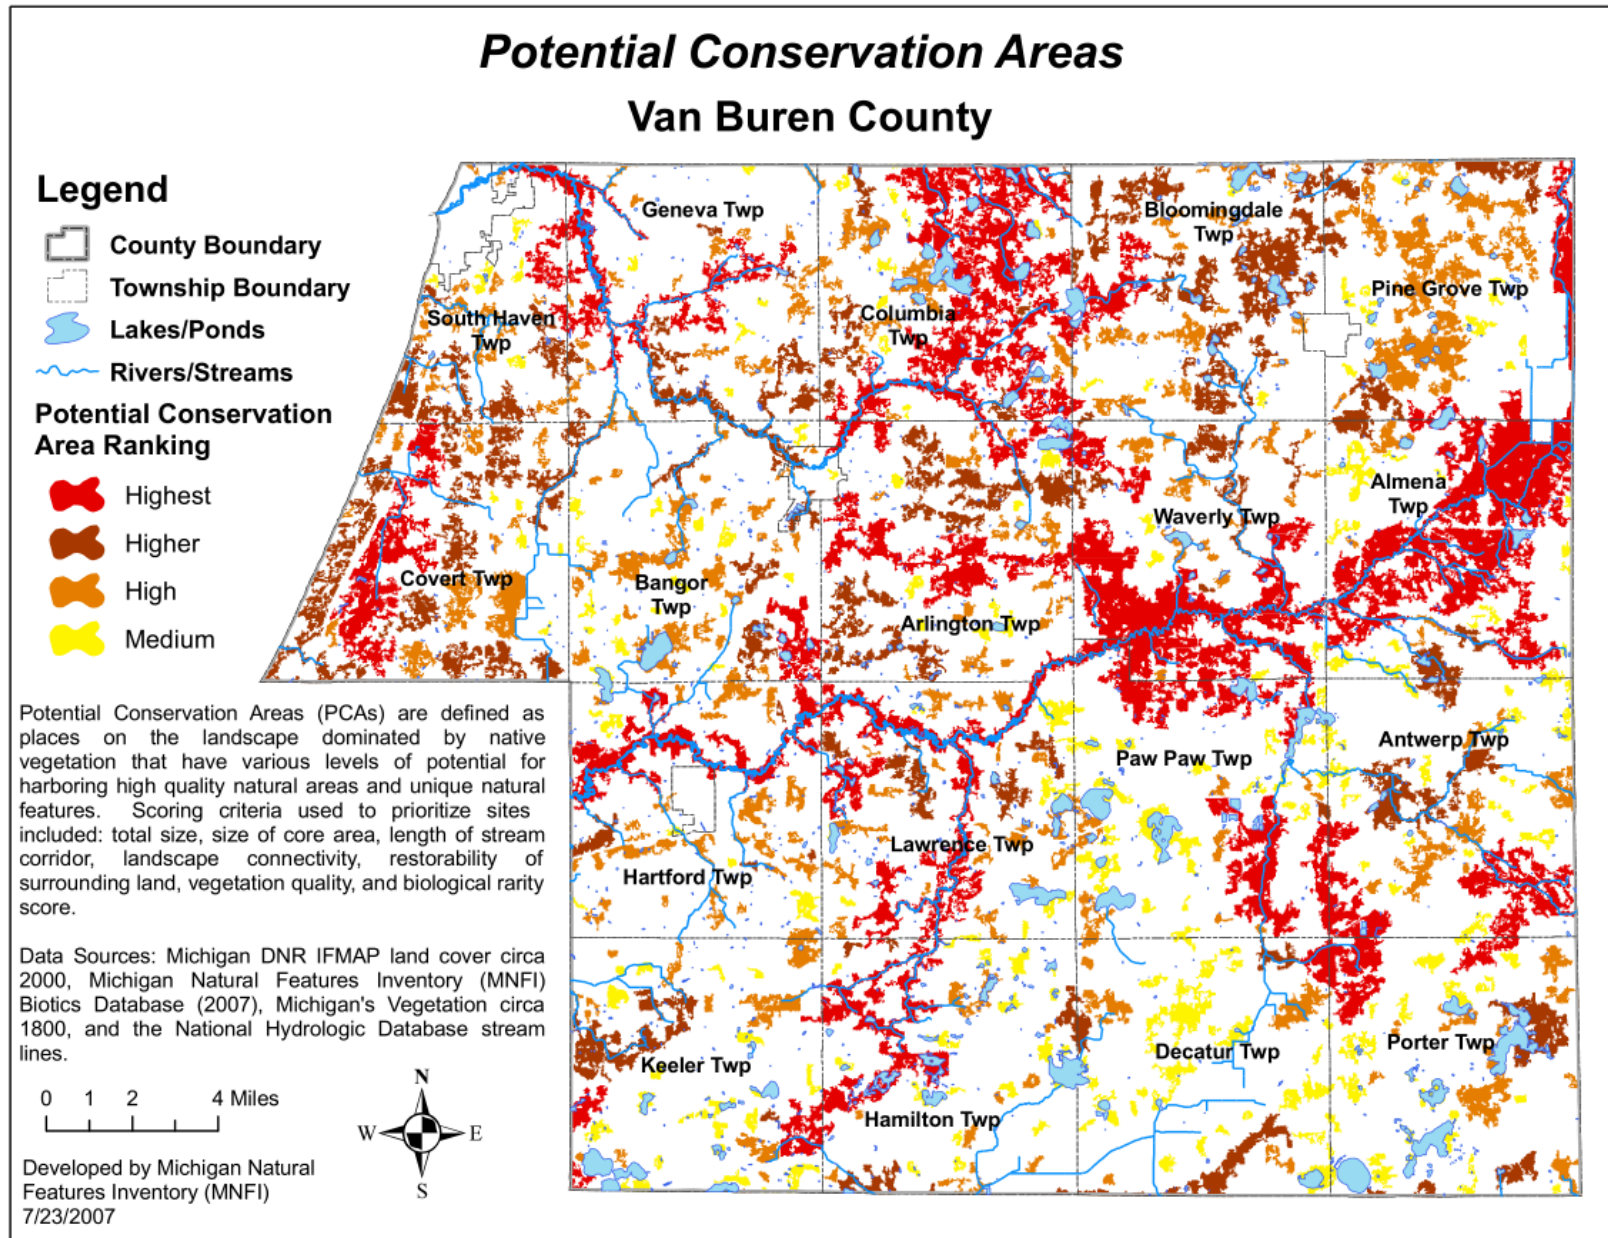 Potential Conservation Areas
Van Buren County
Legend
County Boundary
Township Boundary
Lakes/Ponds
Rivers/Streams
Potential Conservation
Area Ranking
Highest
Higher
High
Medium
Potential Conservation Areas (PCAs) are defined as
places on the landscape dominated by native
vegetation that have various levels of potential for
harboring high quality natural areas and unique natural
features. Scoring criteria used to prioritize sites
included: total size, size of core area, length of stream
corridor, landscape connectivity, restorability of
surrounding land, vegetation quality, and biological rarity
score.
Data Sources: Michigan DNR IFMAP land cover circa
2000, Michigan Natural Features Inventory (MNFI)
Biotics Database (2007), Michigan's Vegetation circa
1800, and the National Hydrologic Database stream
lines.
0 1 2 4 Miles
N
W E
S
Developed by Michigan Natural
Features Inventory (MNFI)
7/23/2007
Geneva Twp
Bloomingdale
Twp
Pine Grove Twp
South Haven
Twp
Columbia
Twp
Almena
Twp
Waverly Twp
Covert Twp
Bangor
Twp
Arlington Twp
Antwerp Twp
Paw Paw Twp
Lawrence Twp
Hartford Twp
Porter Twp
Decatur Twp
Keeler Twp
Hamilton Twp